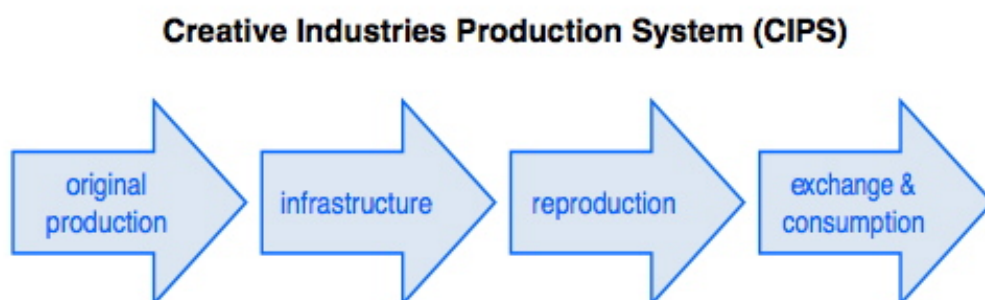 Creative Industries Production System (CIPS)
original
production
infrastructure
reproduction
exchange &
consumption